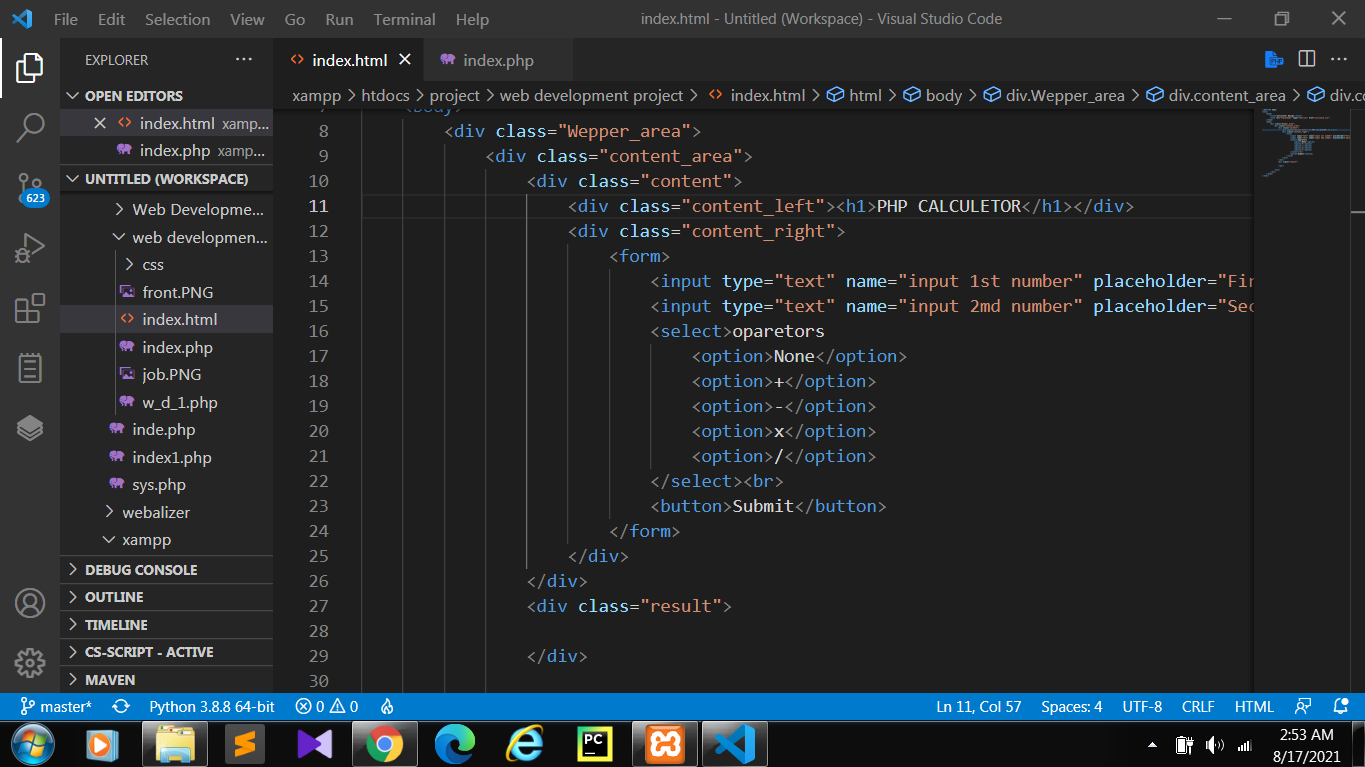 File Edit Selection View Go Run Terminal Help index.html - Untitled (Workspace) - Visual Studio Code
EXPLORER
index.html
index.php
PHP
OPEN EDITORS
xampp > htdocs > project > web development project > index.html > html > body > div.Wepper_area > div.content_area > div.co
index.html xamp...
index.php xamp...
UNTITLED (WORKSPACE)
623
Web Developme...
web developmen...
css
front.PNG
index.html
index.php
job.PNG
w_d_1.php
inde.php
index1.php
sys.php
webalizer
xampp
DEBUG CONSOLE
OUTLINE
TIMELINE
CS-SCRIPT - ACTIVE
MAVEN
<body>
8 <div class="Wepper_area">
9 <div class="content_area">
10 <div class="content">
11 <div class="content_left"><h1>PHP CALCULETOR</h1></div>
12 <div class="content_right">
13 <form>
14 <input type="text" name="input 1st number" placeholder="Fir
15 <input type="text" name="input 2md number" placeholder="Sec
16 <select>oparetors
17 <option>None</option>
18 <option>+</option>
19 <option>-</option>
20 <option>x</option>
21 <option>/</option>
22 </select><br>
23 <button>Submit</button>
24 </form>
25 </div>
26 </div>
27 <div class="result">
28
29 </div>
30
master* Python 3.8.8 64-bit 0 0 Ln 11, Col 57 Spaces: 4 UTF-8 CRLF HTML
PC
2:53 AM
8/17/2021